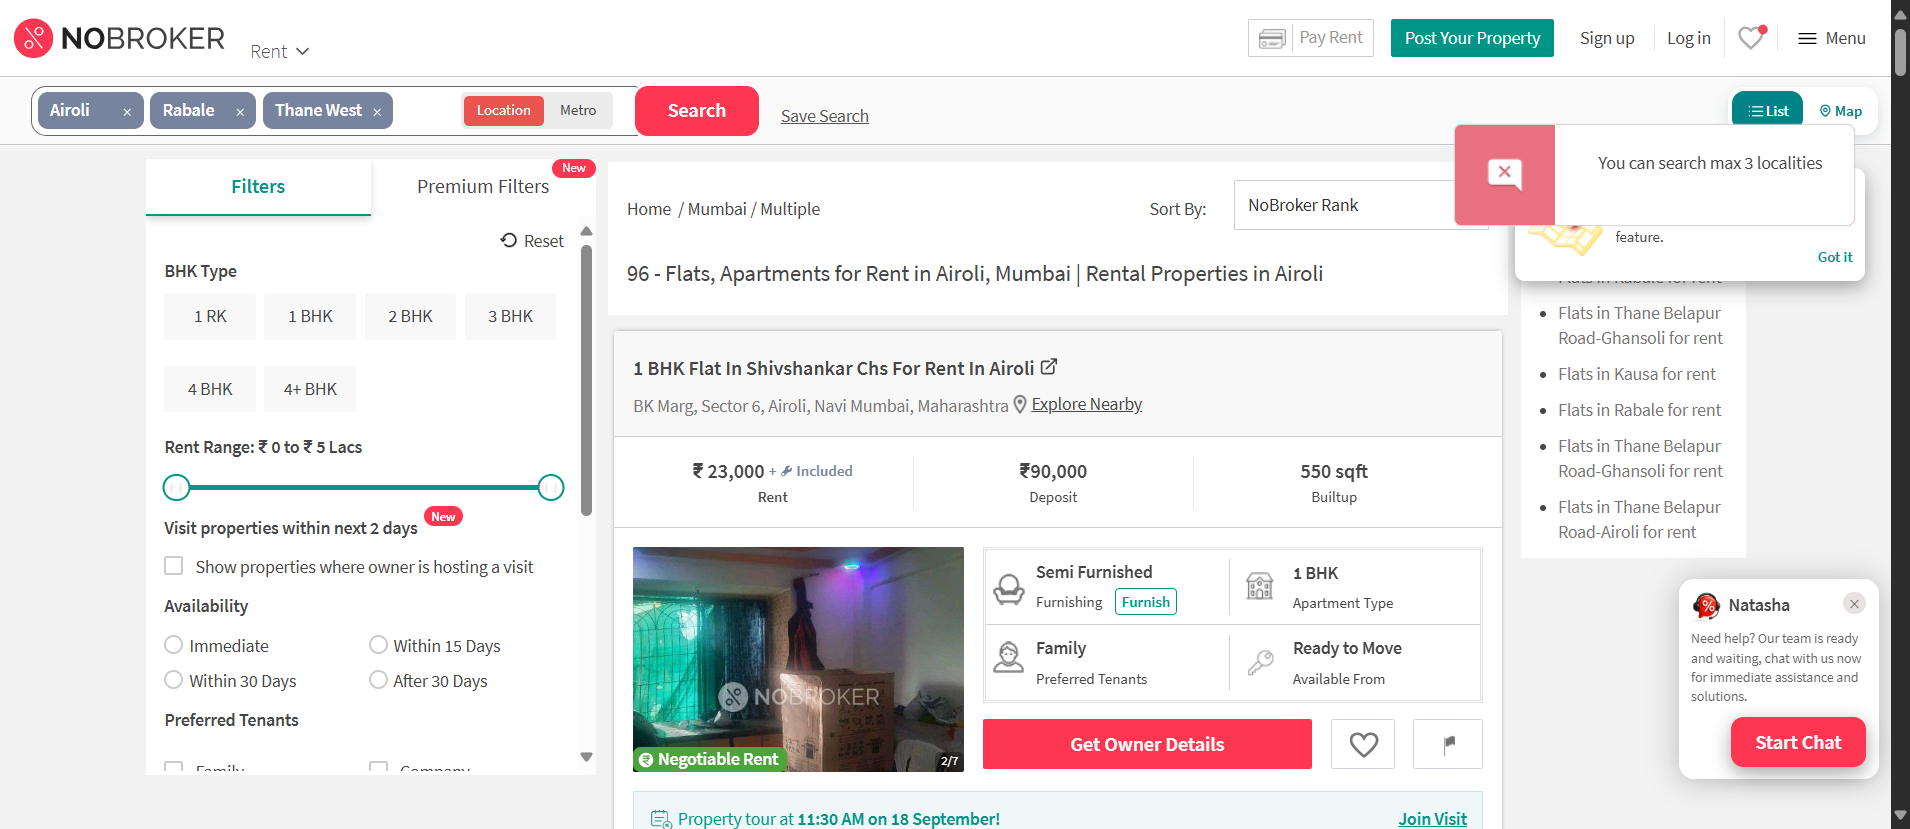 NOBROKER
Rent
Pay Rent
Post Your Property
Sign up
Log in
Menu
Airoli ×
Rabale ×
Thane West ×
Location
Metro
Search
Save Search
List
Map
You can search max 3 localities
feature.
Got it
Filters
Premium Filters
New
Reset
BHK Type
1 RK
1 BHK
2 BHK
3 BHK
4 BHK
4+ BHK
Rent Range: ₹ 0 to ₹ 5 Lacs
Visit properties within next 2 days
New
Show properties where owner is hosting a visit
Availability
Immediate
Within 15 Days
Within 30 Days
After 30 Days
Preferred Tenants
Family
Company
Home / Mumbai / Multiple
Sort By:
NoBroker Rank
96 - Flats, Apartments for Rent in Airoli, Mumbai | Rental Properties in Airoli
1 BHK Flat In Shivshankar Chs For Rent In Airoli
BK Marg, Sector 6, Airoli, Navi Mumbai, Maharashtra
Explore Nearby
₹ 23,000 + Included
Rent
₹90,000
Deposit
550 sqft
Builtup
NOBROKER
Negotiable Rent
2/7
Semi Furnished
Furnishing
Furnish
1 BHK
Apartment Type
Family
Preferred Tenants
Ready to Move
Available From
Get Owner Details
Property tour at 11:30 AM on 18 September!
Join Visit
Flats in Rabale for rent
Flats in Thane Belapur
Road-Ghansoli for rent
Flats in Kausa for rent
Flats in Rabale for rent
Flats in Thane Belapur
Road-Ghansoli for rent
Flats in Thane Belapur
Road-Airoli for rent
Natasha
Need help? Our team is ready
and waiting, chat with us now
for immediate assistance and
solutions.
Start Chat